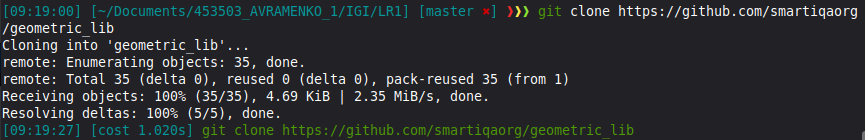 [09:19:00] [~/Documents/453503_AVRAMENKO_1/IGI/LR1] [master ✖] ❯❯❯ git clone https://github.com/smartiqaorg
/geometric_lib
Cloning into 'geometric_lib'...
remote: Enumerating objects: 35, done.
remote: Total 35 (delta 0), reused 0 (delta 0), pack-reused 35 (from 1)
Receiving objects: 100% (35/35), 4.69 KiB | 2.35 MiB/s, done.
Resolving deltas: 100% (5/5), done.
[09:19:27] [cost 1.020s] git clone https://github.com/smartiqaorg/geometric_lib